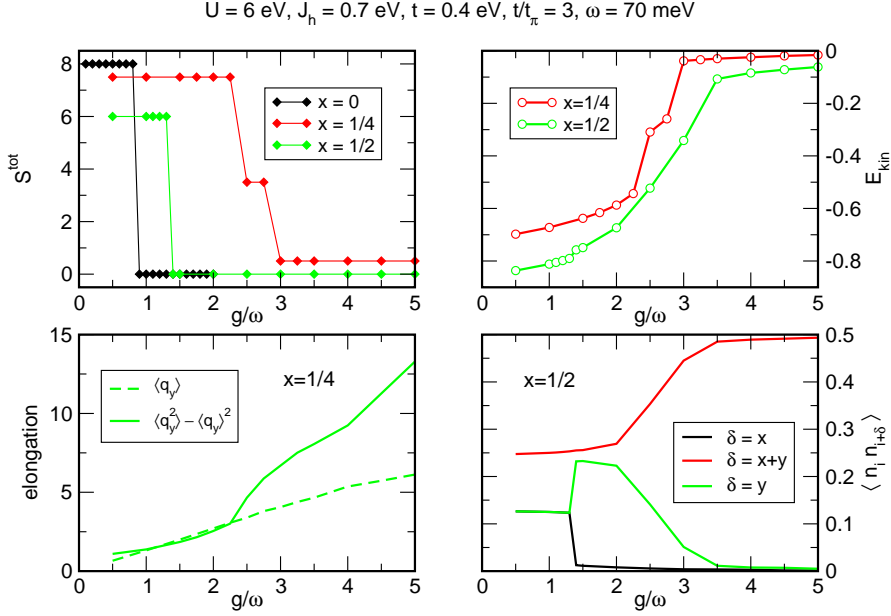 U = 6 eV, J_h = 0.7 eV, t = 0.4 eV, t/t_π = 3, ω = 70 meV
8
6
4
2
0
S^tot
x = 0
x = 1/4
x = 1/2
0 1 2 3 4 5
g/ω
x=1/4
x=1/2
0
-0.2
-0.4
-0.6
-0.8
E_kin
0 1 2 3 4 5
g/ω
15
10
5
0
elongation
⟨q_y⟩
⟨q_y^2⟩ − ⟨q_y⟩^2
x=1/4
0 1 2 3 4 5
g/ω
x=1/2
δ = x
δ = x+y
δ = y
0.5
0.4
0.3
0.2
0.1
0
⟨ n_i n_{i+δ} ⟩
0 1 2 3 4 5
g/ω